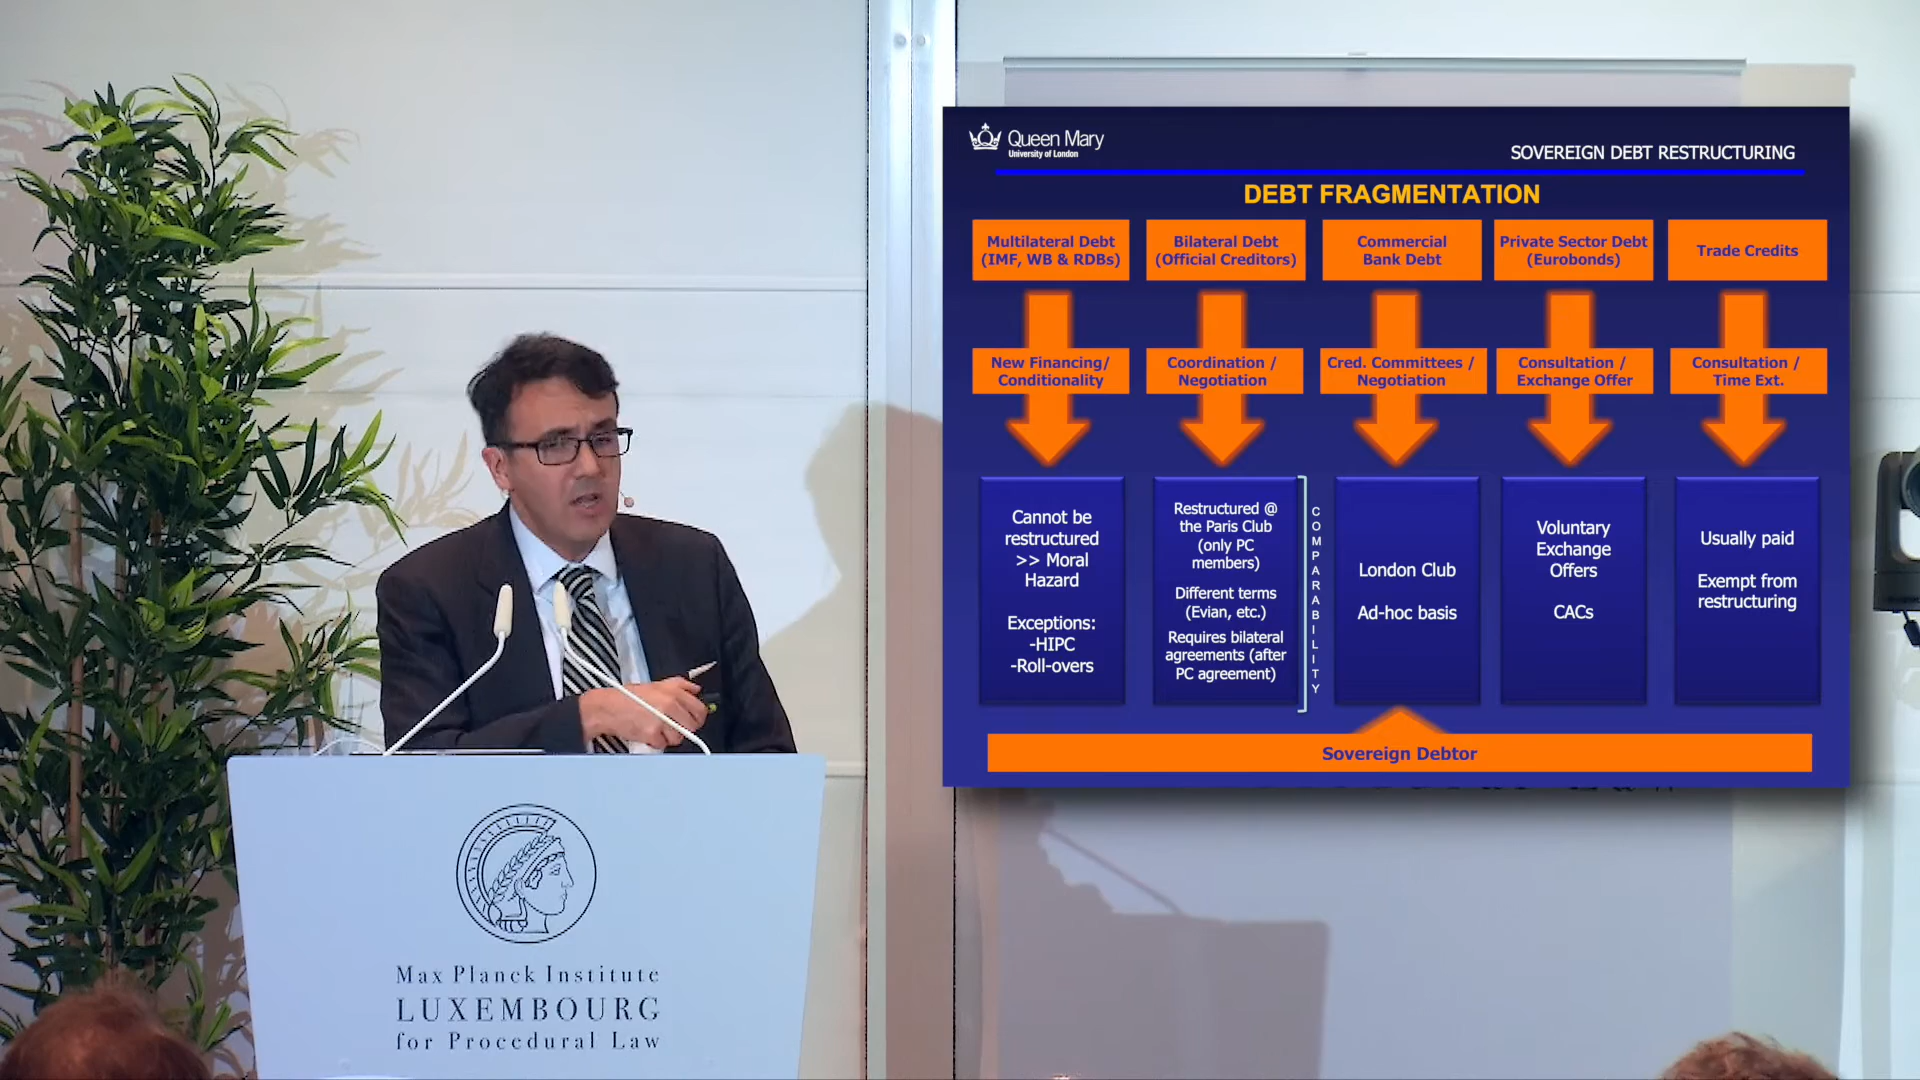 Queen Mary
University of London
SOVEREIGN DEBT RESTRUCTURING
DEBT FRAGMENTATION
Multilateral Debt
(IMF, WB & RDBs)
Bilateral Debt
(Official Creditors)
Commercial
Bank Debt
Private Sector Debt
(Eurobonds)
Trade Credits
New Financing/
Conditionality
Coordination /
Negotiation
Cred. Committees /
Negotiation
Consultation /
Exchange Offer
Consultation /
Time Ext.
Cannot be
restructured
>> Moral
Hazard
Exceptions:
-HIPC
-Roll-overs
Restructured @
the Paris Club
(only PC
members)
Different terms
(Evian, etc.)
Requires bilateral
agreements (after
PC agreement)
COMPARABILITY
London Club
Ad-hoc basis
Voluntary
Exchange
Offers
CACs
Usually paid
Exempt from
restructuring
Sovereign Debtor
Max Planck Institute
LUXEMBOURG
for Procedural Law